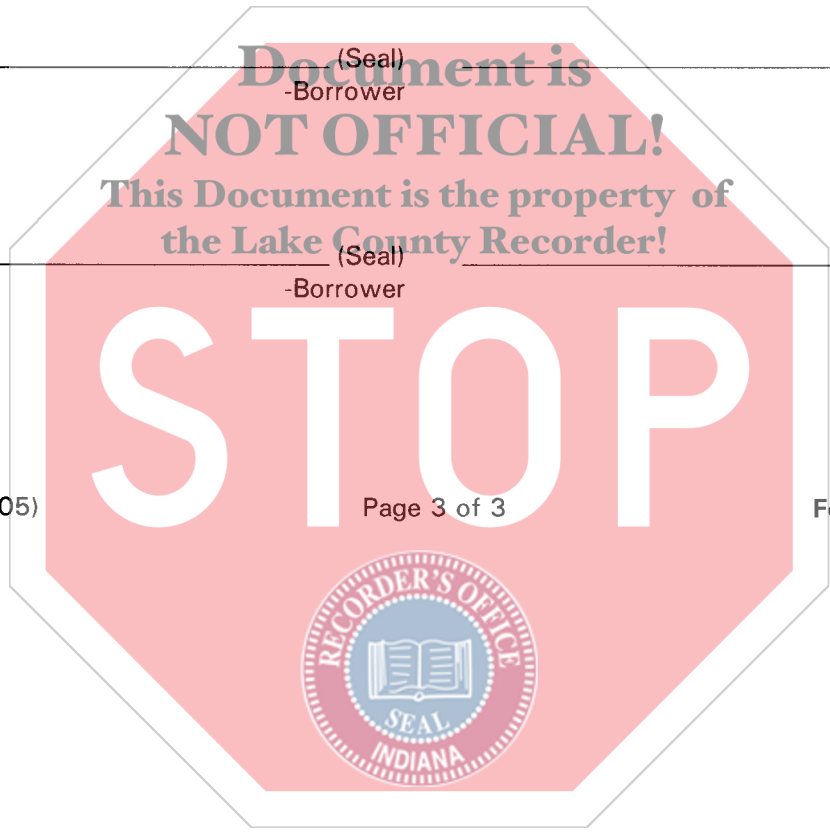 Document is
(Seal)
-Borrower
NOT OFFICIAL!
This Document is the property of
the Lake County Recorder!
(Seal)
-Borrower
STOP
05) Page 3 of 3
RECORDER'S OFFICE
SEAL
INDIANA